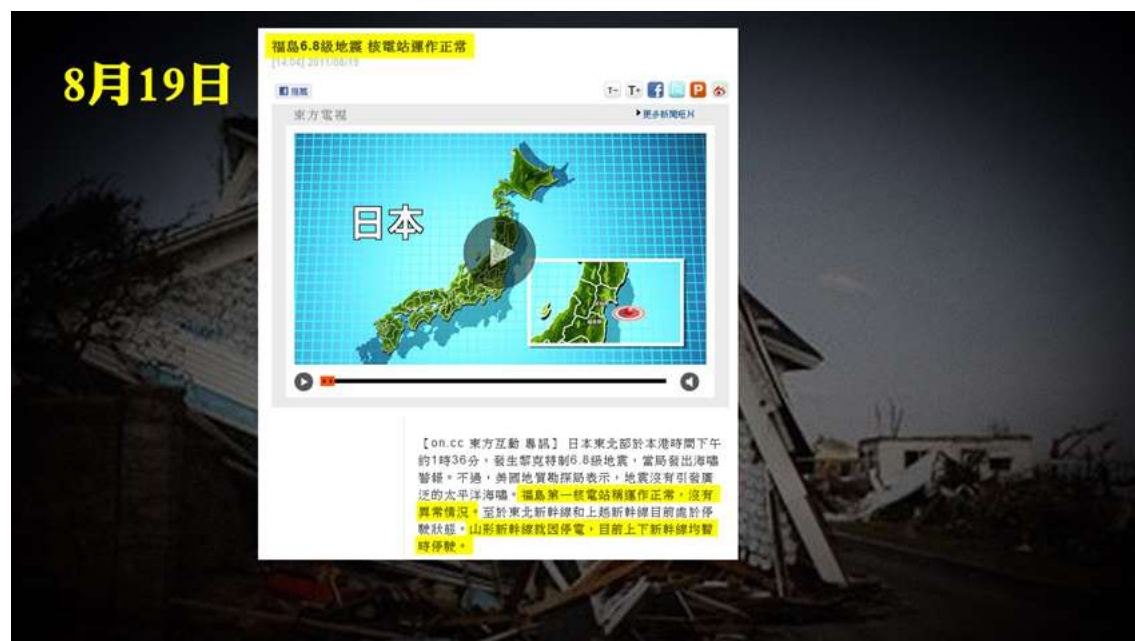 8月19日
福島6.8級地震 核電站運作正常
[14:04] 2011/08/19
推薦
T- T+
東方電視
更多新聞短片
日本
【on.cc 東方互動 專訊】 日本東北部於本港時間下午
約1時36分,發生黎克特制6.8級地震,當局發出海嘯
警報。不過,美國地質勘探局表示,地震沒有引發廣
泛的太平洋海嘯。福島第一核電站稱運作正常,沒有
異常情況。至於東北新幹線和上越新幹線目前處於停
駛狀態。山形新幹線就因停電,目前上下新幹線均暫
時停駛。